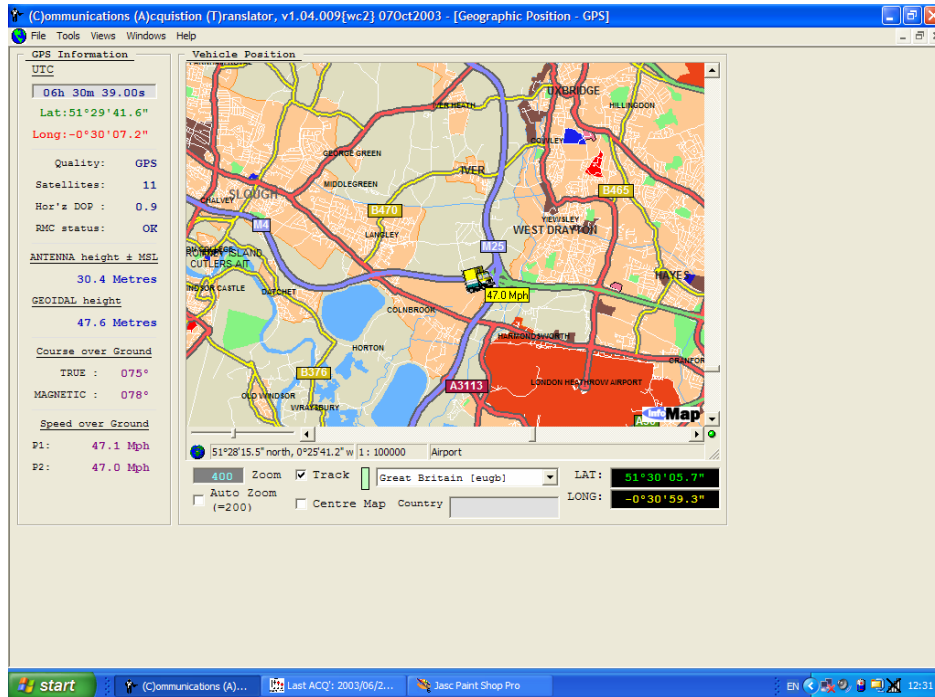 (C)ommunications (A)cquistion (T)ranslator, v1.04.009{wc2} 07Oct2003 - [Geographic Position - GPS]
File Tools Views Windows Help
GPS Information
UTC
06h 30m 39.00s
Lat:51°29'41.6"
Long:-0°30'07.2"
Quality: GPS
Satellites: 11
Hor'z DOP : 0.9
RMC status: OK
ANTENNA height ± MSL
30.4 Metres
GEOIDAL height
47.6 Metres
Course over Ground
TRUE : 075°
MAGNETIC : 078°
Speed over Ground
P1: 47.1 Mph
P2: 47.0 Mph
Vehicle Position
UXBRIDGE
HILLINGDON
COWLEY
GEORGE GREEN
IVER
MIDDLEGREEN
SLOUGH
CHALVEY
B465
B470
YIEWSLEY
M4
LANGLEY
WEST DRAYTON
M25
ISLAND
CUTLERS AIT
HAYES
DATCHET
47.0 Mph
COLNBROOK
HARMONDSWORTH
HORTON
CRANFOR
B376
A3113
LONDON HEATHROW AIRPORT
OLD WINDSOR
WRAYSBURY
infoMap
51°28'15.5" north, 0°25'41.2" w 1 : 100000 Airport
400 Zoom Track Great Britain [eugb] LAT: 51°30'05.7"
Auto Zoom
(=200) Centre Map Country LONG: -0°30'59.3"
start (C)ommunications (A)... Last ACQ': 2003/06/2... Jasc Paint Shop Pro EN 12:31